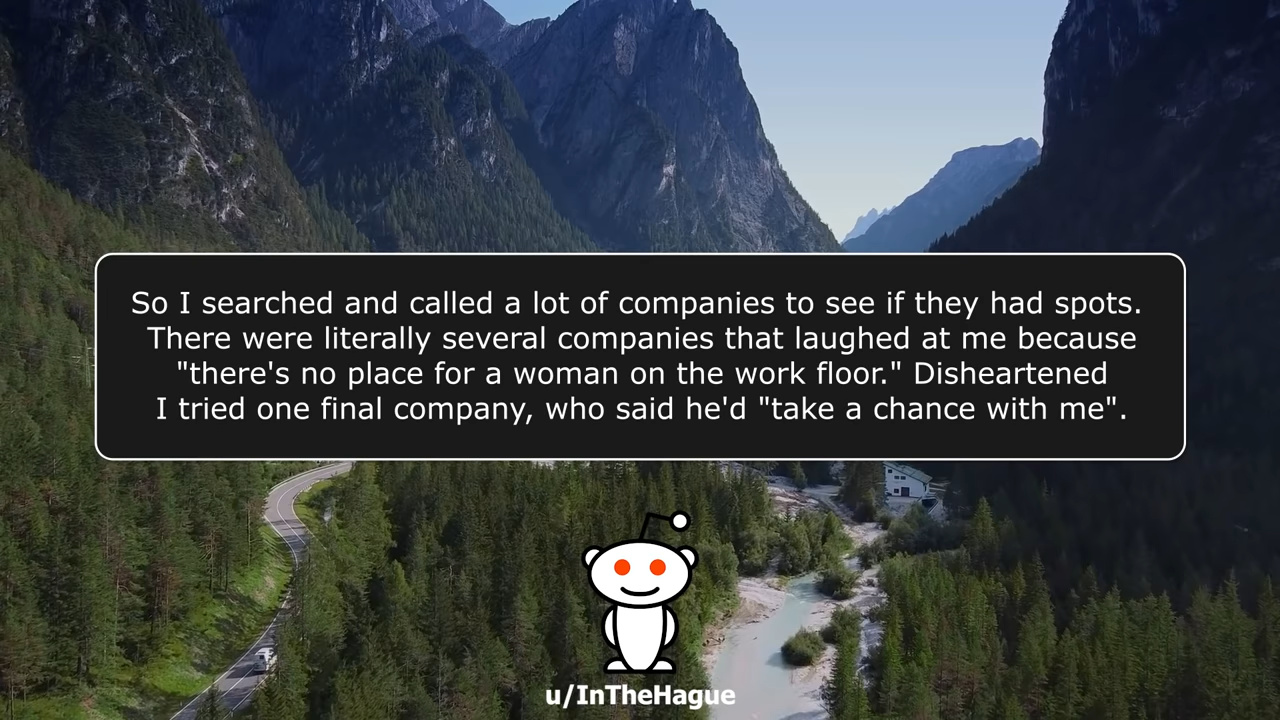 So I searched and called a lot of companies to see if they had spots.
There were literally several companies that laughed at me because
"there's no place for a woman on the work floor." Disheartened
I tried one final company, who said he'd "take a chance with me".
u/InTheHague